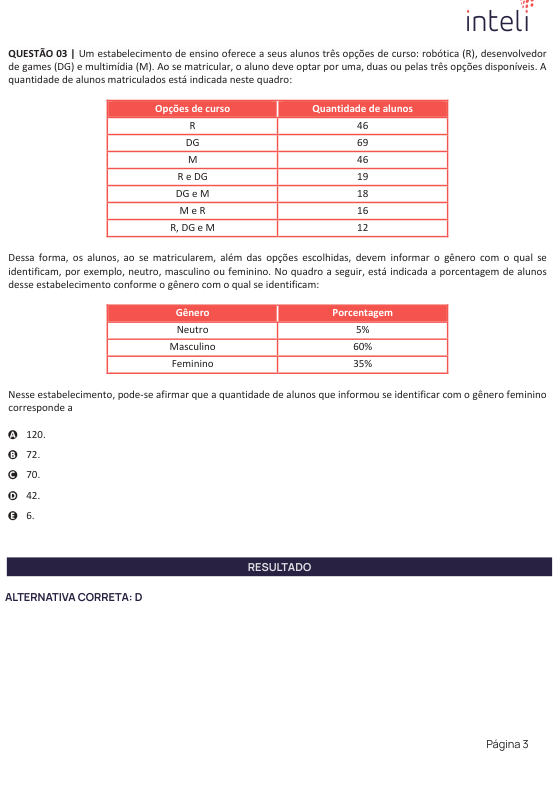 inteli
QUESTÃO 03 | Um estabelecimento de ensino oferece a seus alunos três opções de curso: robótica (R), desenvolvedor
de games (DG) e multimídia (M). Ao se matricular, o aluno deve optar por uma, duas ou pelas três opções disponíveis. A
quantidade de alunos matriculados está indicada neste quadro:
Opções de curso Quantidade de alunos
R 46
DG 69
M 46
R e DG 19
DG e M 18
M e R 16
R, DG e M 12
Dessa forma, os alunos, ao se matricularem, além das opções escolhidas, devem informar o gênero com o qual se
identificam, por exemplo, neutro, masculino ou feminino. No quadro a seguir, está indicada a porcentagem de alunos
desse estabelecimento conforme o gênero com o qual se identificam:
Gênero Porcentagem
Neutro 5%
Masculino 60%
Feminino 35%
Nesse estabelecimento, pode-se afirmar que a quantidade de alunos que informou se identificar com o gênero feminino
corresponde a
A 120.
B 72.
C 70.
D 42.
E 6.
RESULTADO
ALTERNATIVA CORRETA: D
Página 3